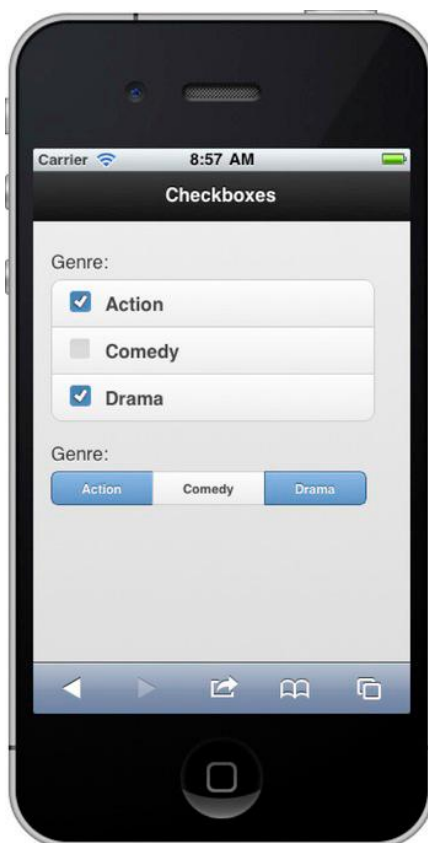 Carrier 8:57 AM
Checkboxes
Genre:
Action
Comedy
Drama
Genre:
Action Comedy Drama